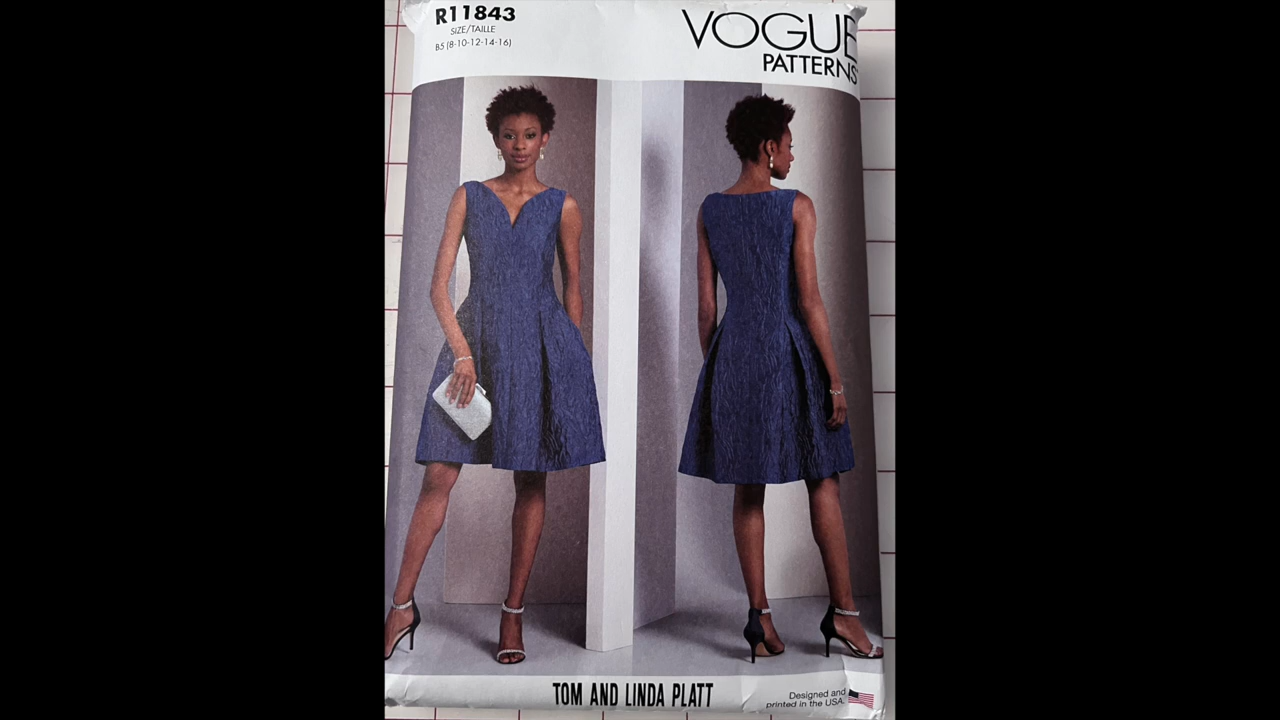 R11843
SIZE/TAILLE
B5 (8-10-12-14-16)
VOGUE
PATTERNS
TOM AND LINDA PLATT
Designed and
printed in the USA.